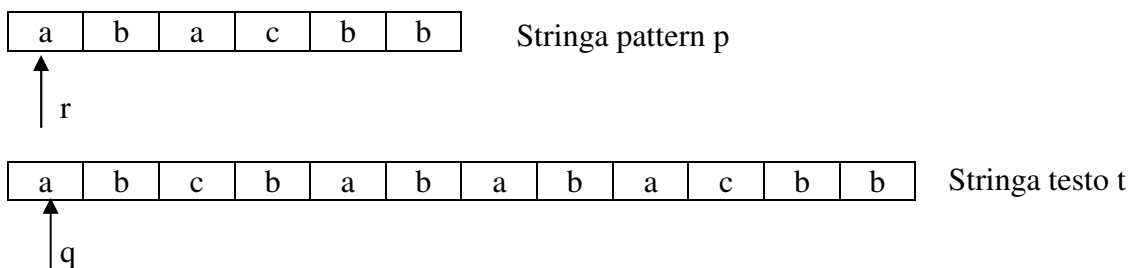 a b a c b b Stringa pattern p
r
a b c b a b a b a c b b Stringa testo t
q